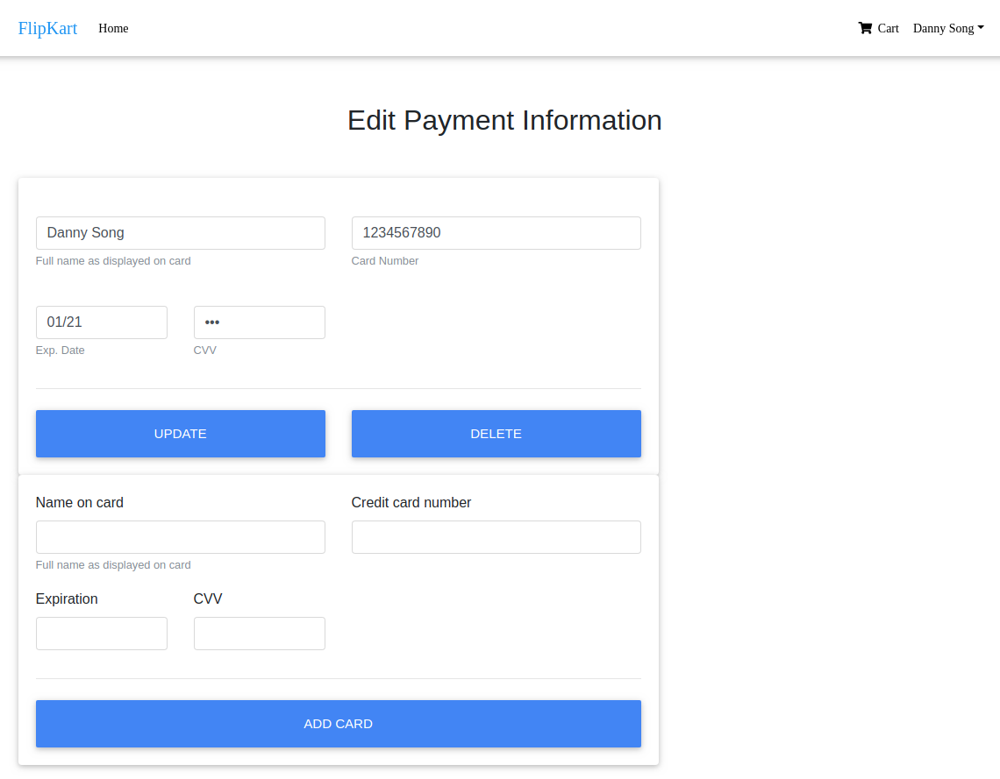 FlipKart Home Cart Danny Song
Edit Payment Information
Danny Song 1234567890
Full name as displayed on card Card Number
01/21 •••
Exp. Date CVV
UPDATE DELETE
Name on card Credit card number
Full name as displayed on card
Expiration CVV
ADD CARD